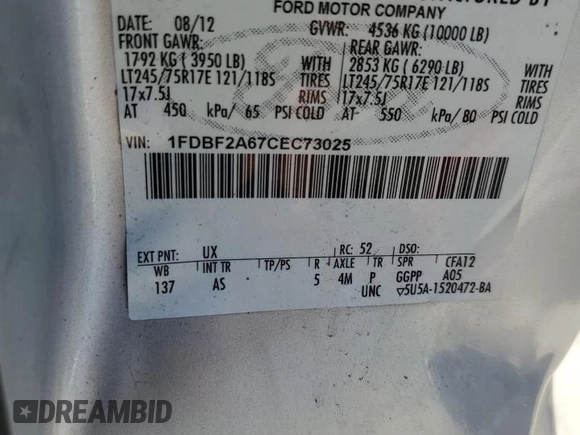 FORD MOTOR COMPANY
DATE: 08/12 GVWR: 4536 KG (10000 LB)
FRONT GAWR: REAR GAWR:
1792 KG ( 3950 LB) 2853 KG ( 6290 LB)
LT245/75R17E 121/118S TIRES LT245/75R17E 121/118S TIRES
17x7.5J RIMS 17x7.5J RIMS
AT 450 kPa/ 65 PSI COLD AT 550 kPa/ 80 PSI COLD
VIN: 1FDBF2A67CEC73025
EXT PNT: UX RC: 52 DSO:
WB INT TR TP/PS R AXLE TR SPR CFA12
137 AS 5 4M P GGPP A05
UNC ▽5U5A-1520472-BA
DREAMBID